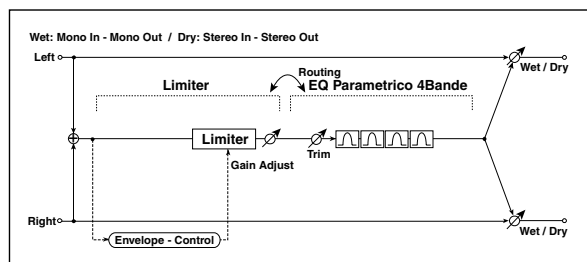 Wet: Mono In - Mono Out / Dry: Stereo In - Stereo Out
Left
Wet / Dry
Routing
Limiter
EQ Parametrico 4Bande
Limiter
Gain Adjust
Trim
Right
Envelope - Control
Wet / Dry